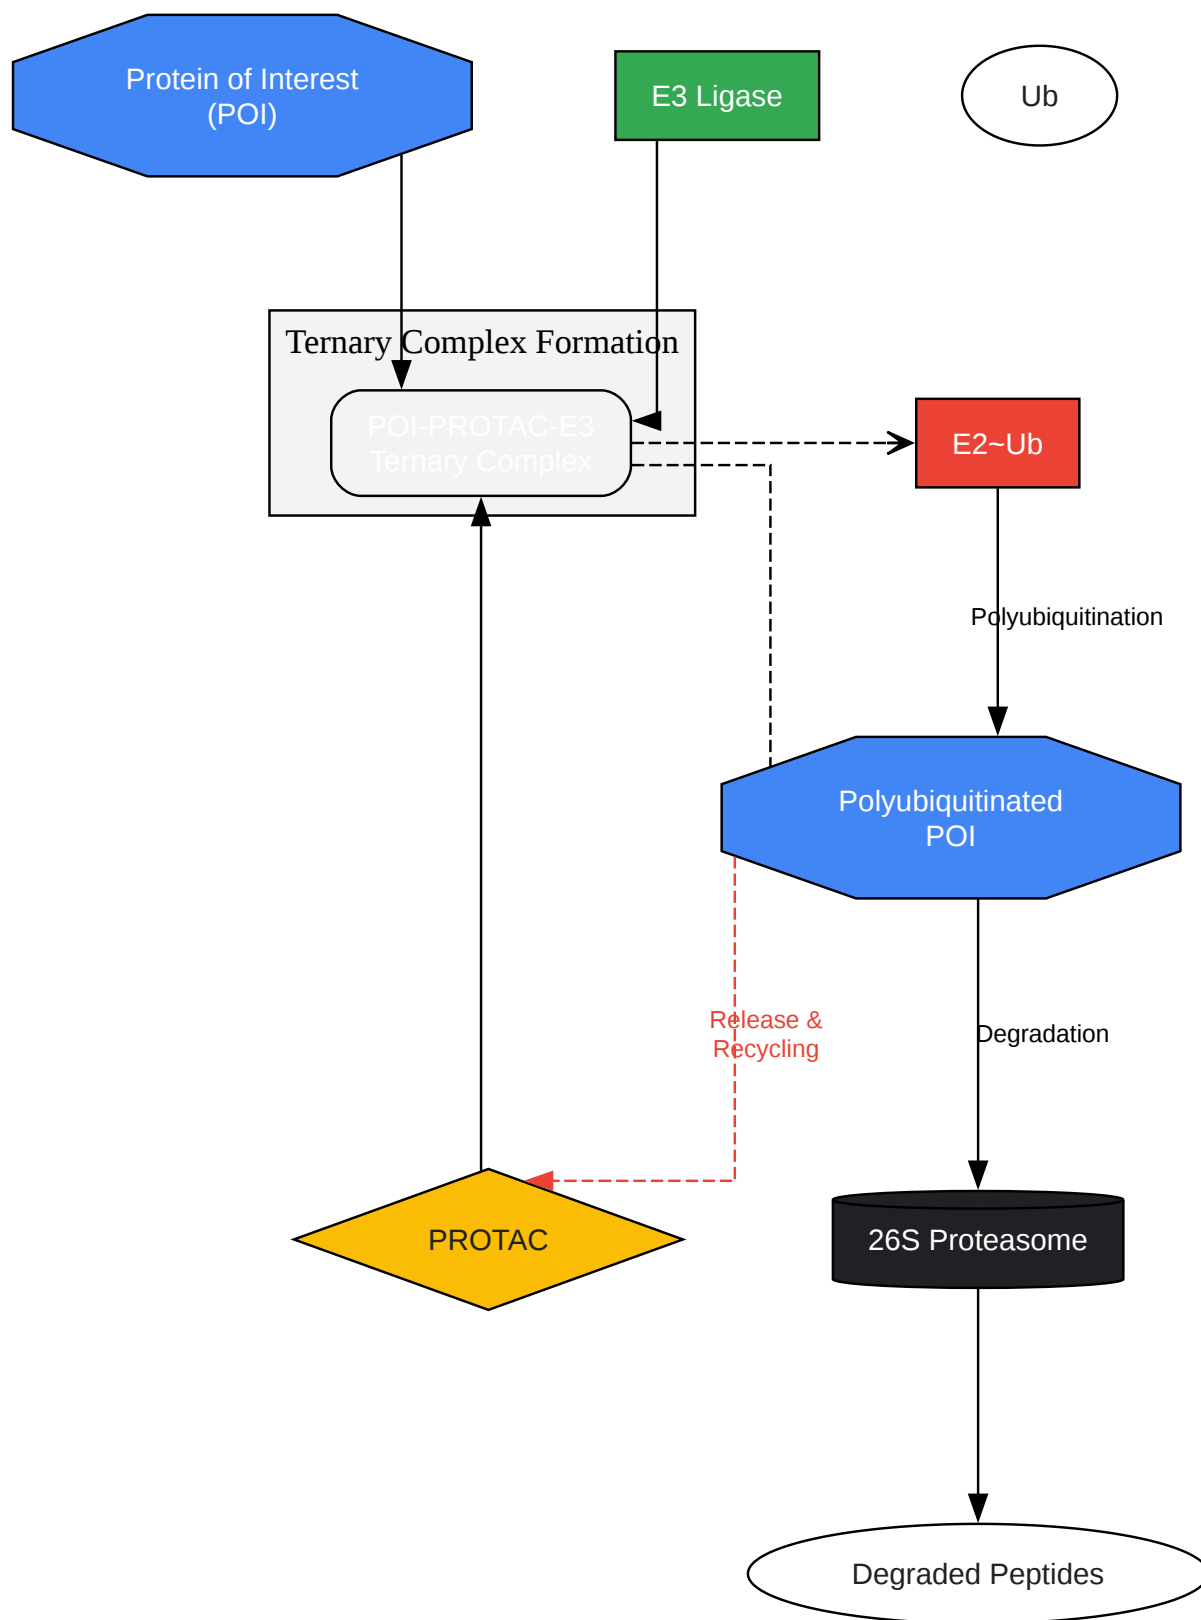 Protein of Interest
(POI)
E3 Ligase
Ub
Ternary Complex Formation
POI-PROTAC-E3
Ternary Complex
E2~Ub
Polyubiquitination
Polyubiquitinated
POI
Release &
Recycling
Degradation
PROTAC
26S Proteasome
Degraded Peptides